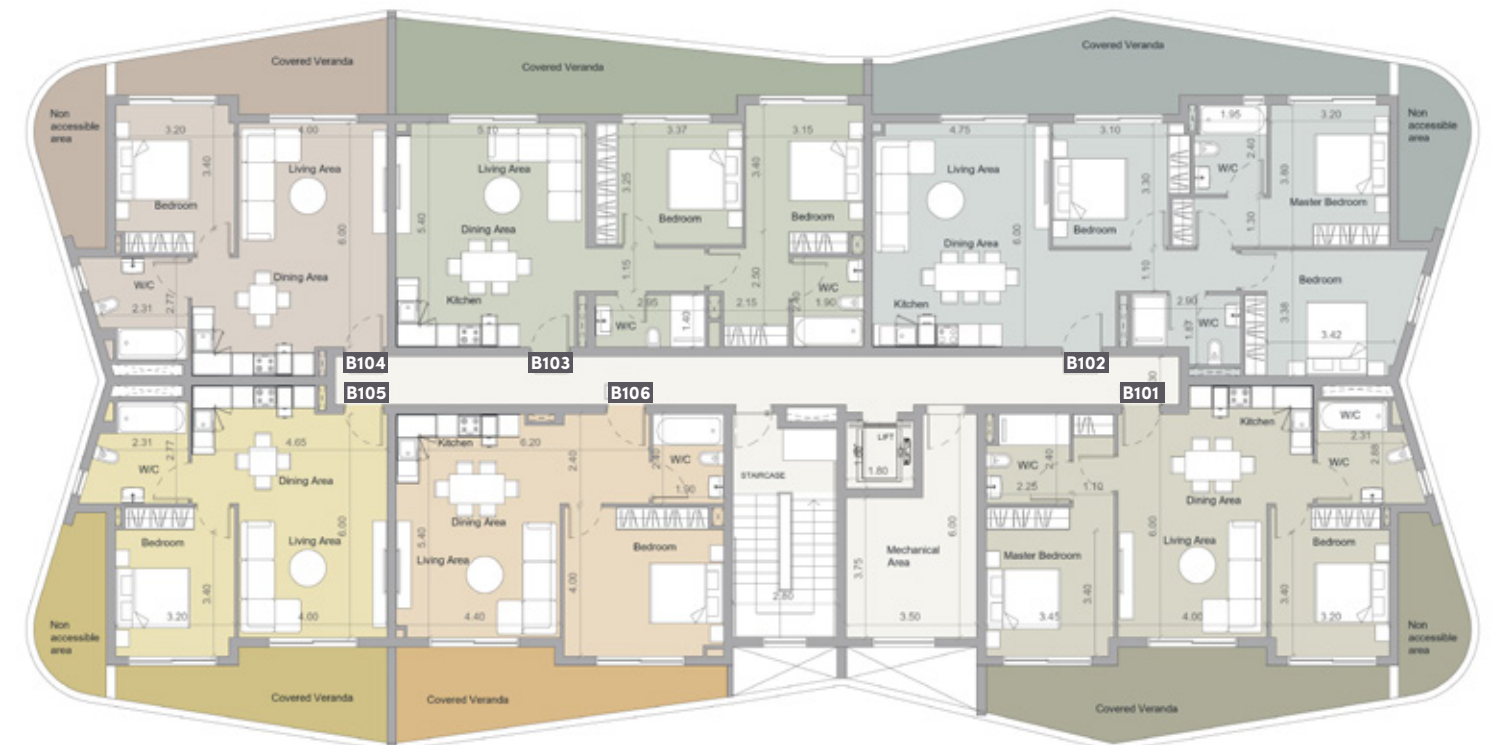 Covered Veranda
Covered Veranda
Covered Veranda
Non
accessible
area
3.20
3.40
Bedroom
4.00
Living Area
6.00
Dining Area
W/C
2.31
2.77
B104
Living Area
5.40
Dining Area
Kitchen
3.37
3.25
Bedroom
3.15
3.40
Bedroom
1.15
2.50
2.95
W/C
1.40
2.15
W/C
1.90
B103
4.75
Living Area
6.00
Dining Area
Kitchen
3.10
3.30
Bedroom
1.10
1.95
2.40
W/C
1.30
3.20
3.80
Master Bedroom
Non
accessible
area
Bedroom
3.38
3.42
2.90
1.87
W/C
B102
B105
2.31
2.77
W/C
4.65
Dining Area
Living Area
6.00
4.00
Bedroom
3.40
3.20
Non
accessible
area
Covered Veranda
B106
Kitchen
6.20
2.40
Dining Area
5.40
Living Area
4.40
W/C
1.90
Bedroom
4.00
Covered Veranda
STAIRCASE
2.80
LIFT
1.80
Mechanical
Area
3.75
6.00
3.50
B101
W/C
2.40
2.25
1.10
Master Bedroom
3.40
3.45
Kitchen
Dining Area
6.00
Living Area
4.00
W/C
2.31
2.88
W/C
Bedroom
3.40
3.20
Non
accessible
area
Covered Veranda